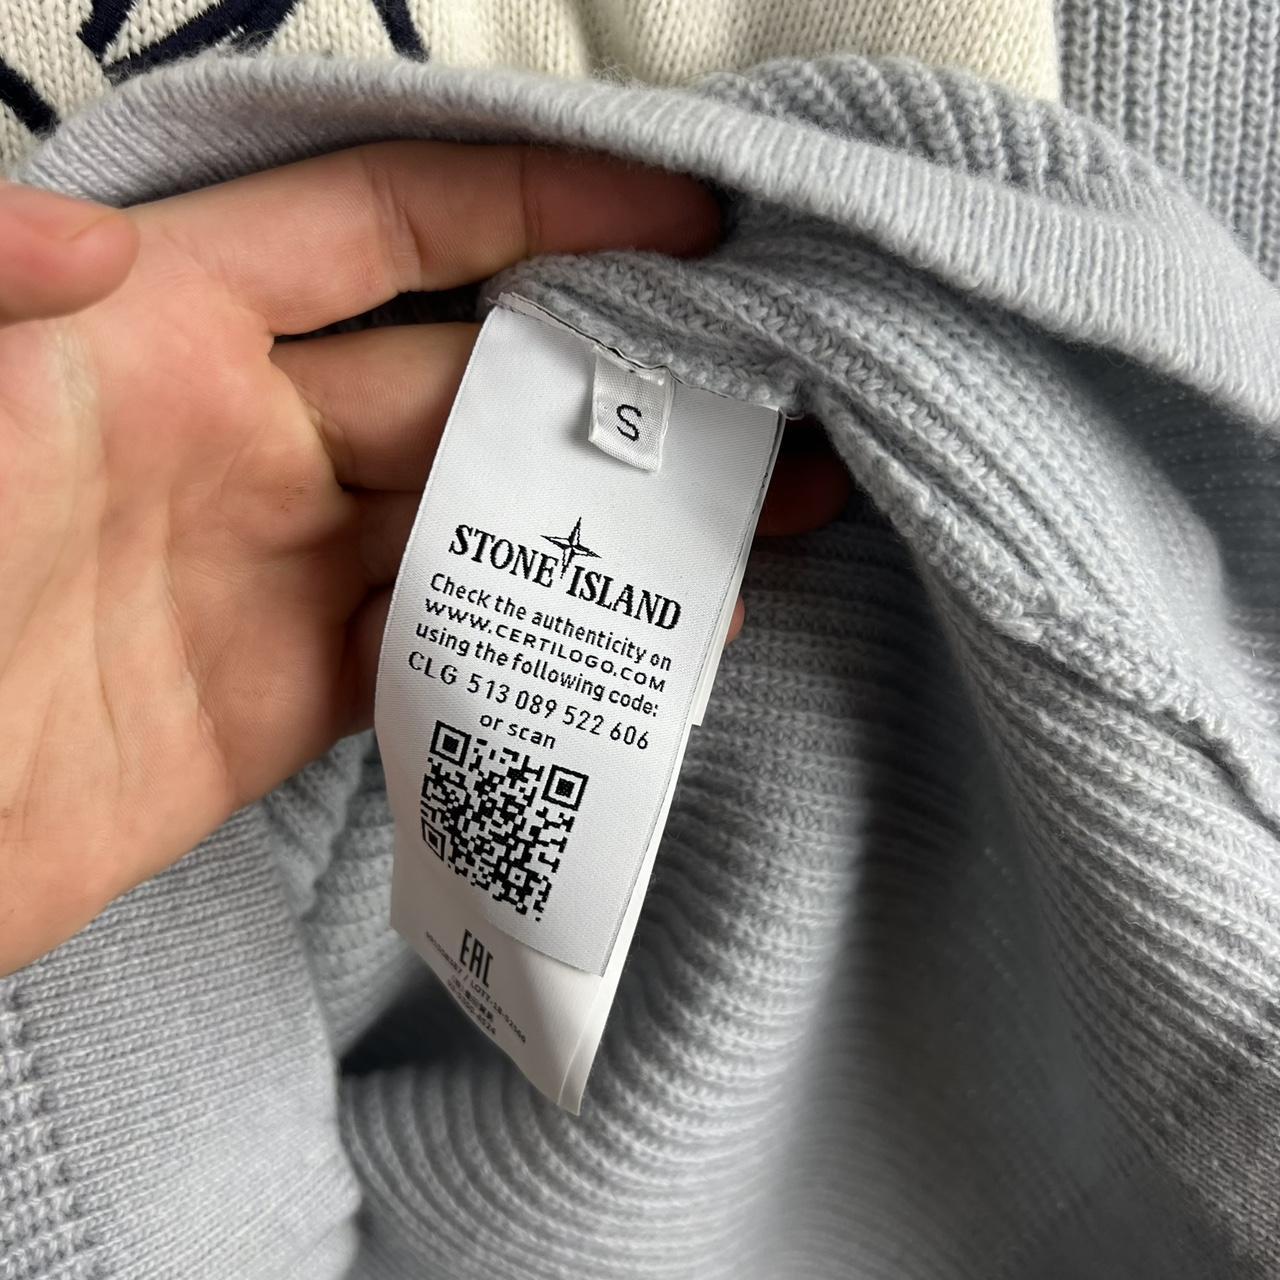 S
STONE ISLAND
Check the authenticity on
WWW.CERTILOGO.COM
using the following code:
CLG 513 089 522 606
or scan
EAC